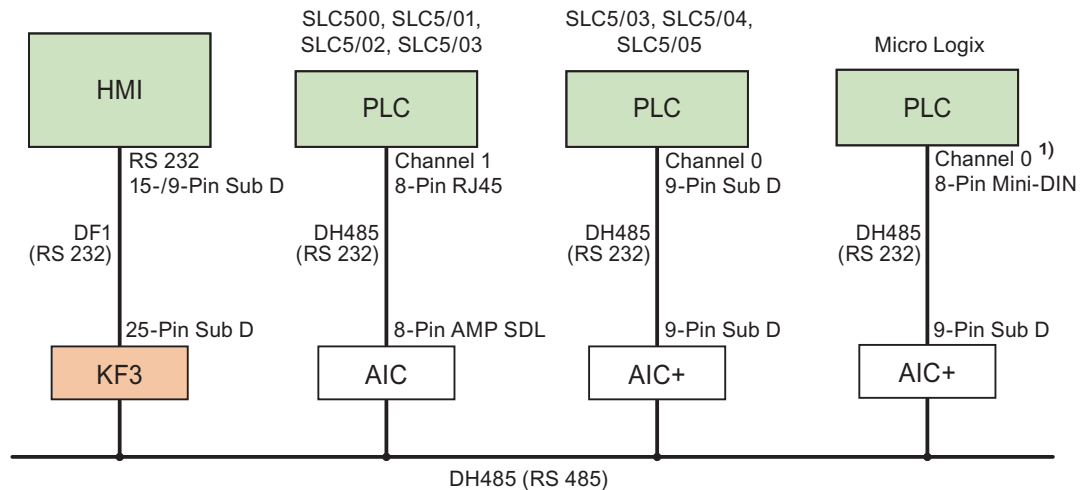 SLC500, SLC5/01,
SLC5/02, SLC5/03
SLC5/03, SLC5/04,
SLC5/05
Micro Logix
HMI
PLC
PLC
PLC
RS 232
15-/9-Pin Sub D
Channel 1
8-Pin RJ45
Channel 0
9-Pin Sub D
Channel 0 1)
8-Pin Mini-DIN
DF1
(RS 232)
DH485
(RS 232)
DH485
(RS 232)
DH485
(RS 232)
25-Pin Sub D
8-Pin AMP SDL
9-Pin Sub D
9-Pin Sub D
KF3
AIC
AIC+
AIC+
DH485 (RS 485)